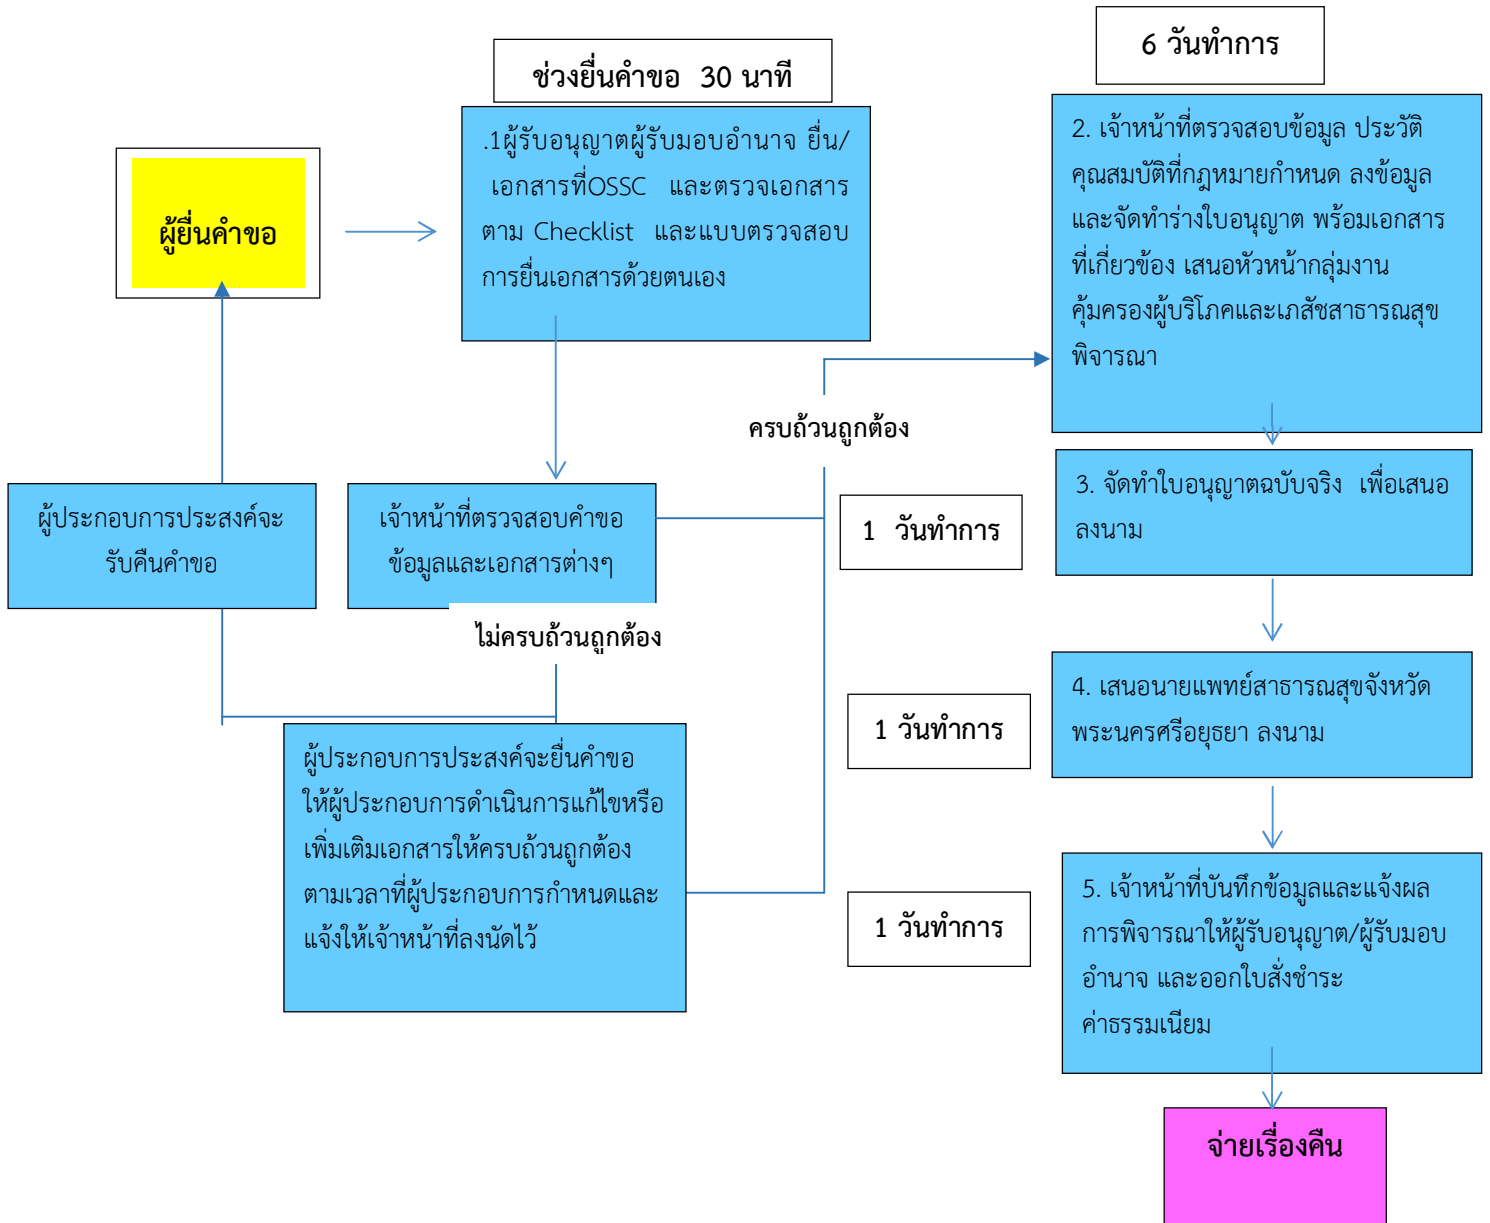 6 วันทำการ
ช่วงยื่นคำขอ 30 นาที
ผู้ยื่นคำขอ
.1ผู้รับอนุญาตผู้รับมอบอำนาจ ยื่น/
เอกสารที่OSSC และตรวจเอกสาร
ตาม Checklist และแบบตรวจสอบ
การยื่นเอกสารด้วยตนเอง
2. เจ้าหน้าที่ตรวจสอบข้อมูล ประวัติ
คุณสมบัติที่กฎหมายกำหนด ลงข้อมูล
และจัดทำร่างใบอนุญาต พร้อมเอกสาร
ที่เกี่ยวข้อง เสนอหัวหน้ากลุ่มงาน
คุ้มครองผู้บริโภคและเภสัชสาธารณสุข
พิจารณา
ครบถ้วนถูกต้อง
ผู้ประกอบการประสงค์จะ
รับคืนคำขอ
เจ้าหน้าที่ตรวจสอบคำขอ
ข้อมูลและเอกสารต่างๆ
1 วันทำการ
3. จัดทำใบอนุญาตฉบับจริง เพื่อเสนอ
ลงนาม
ไม่ครบถ้วนถูกต้อง
ผู้ประกอบการประสงค์จะยื่นคำขอ
ให้ผู้ประกอบการดำเนินการแก้ไขหรือ
เพิ่มเติมเอกสารให้ครบถ้วนถูกต้อง
ตามเวลาที่ผู้ประกอบการกำหนดและ
แจ้งให้เจ้าหน้าที่ลงนัดไว้
1 วันทำการ
4. เสนอนายแพทย์สาธารณสุขจังหวัด
พระนครศรีอยุธยา ลงนาม
1 วันทำการ
5. เจ้าหน้าที่บันทึกข้อมูลและแจ้งผล
การพิจารณาให้ผู้รับอนุญาต/ผู้รับมอบ
อำนาจ และออกใบสั่งชำระ
ค่าธรรมเนียม
จ่ายเรื่องคืน